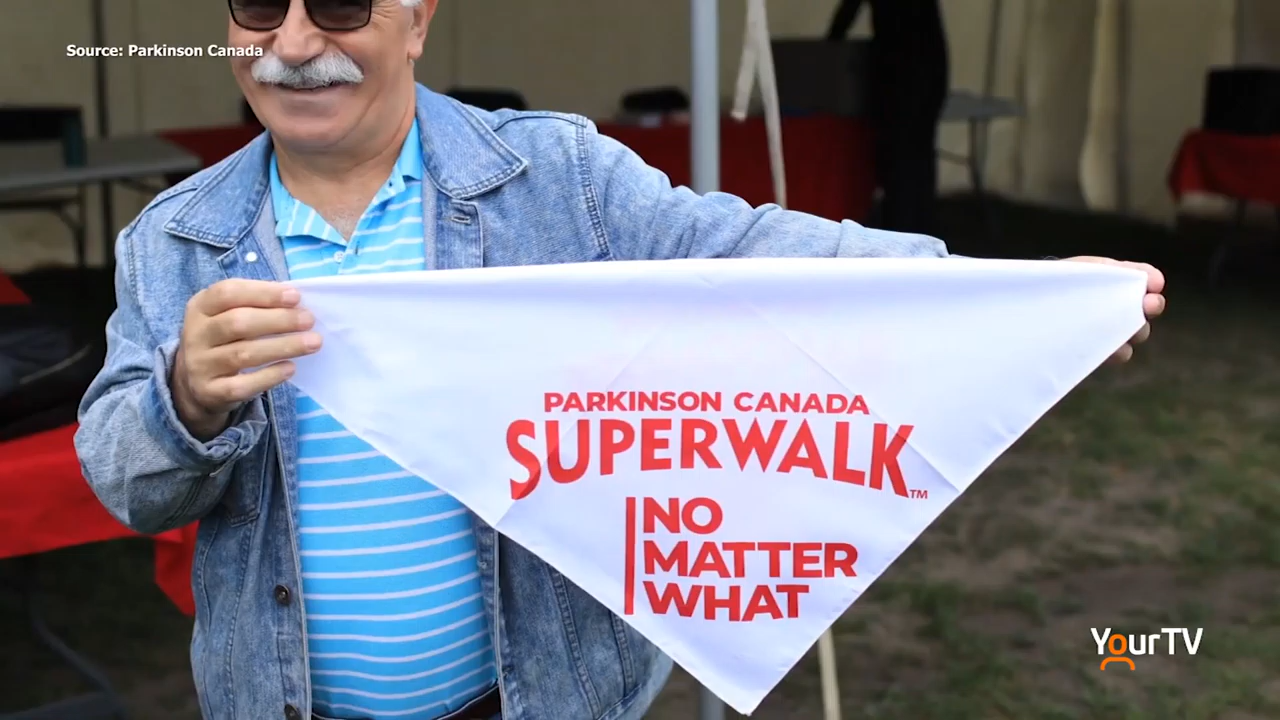 Source: Parkinson Canada
PARKINSON CANADA
SUPERWALK™
NO
MATTER
WHAT
YourTV